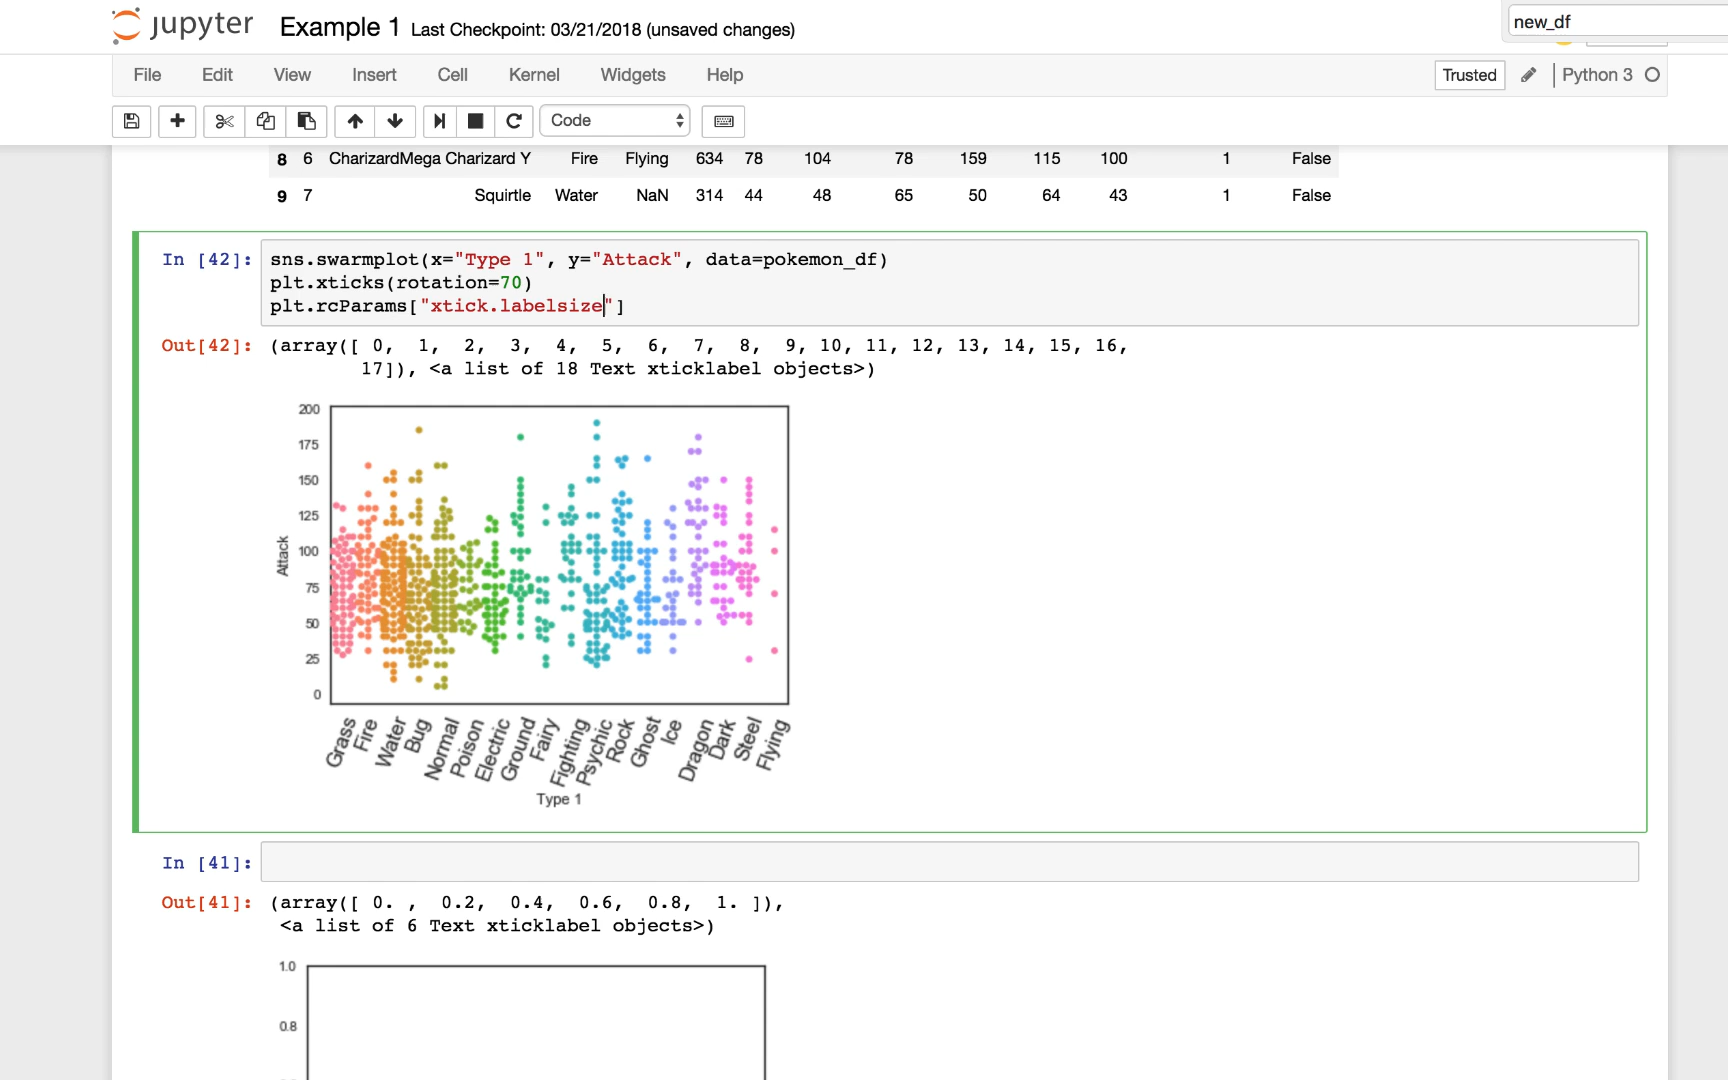 jupyter Example 1 Last Checkpoint: 03/21/2018 (unsaved changes)
new_df
File Edit View Insert Cell Kernel Widgets Help
Trusted Python 3
Code
8 6 CharizardMega Charizard Y Fire Flying 634 78 104 78 159 115 100 1 False
9 7 Squirtle Water NaN 314 44 48 65 50 64 43 1 False
In [42]: sns.swarmplot(x="Type 1", y="Attack", data=pokemon_df)
plt.xticks(rotation=70)
plt.rcParams["xtick.labelsize"]
Out[42]: (array([ 0, 1, 2, 3, 4, 5, 6, 7, 8, 9, 10, 11, 12, 13, 14, 15, 16,
17]), <a list of 18 Text xticklabel objects>)
200
175
150
125
100
75
50
25
0
Attack
Grass Fire Water Bug Normal Poison Electric Ground Fairy Fighting Psychic Rock Ghost Ice Dragon Dark Steel Flying
Type 1
In [41]:
Out[41]: (array([ 0. , 0.2, 0.4, 0.6, 0.8, 1. ]),
<a list of 6 Text xticklabel objects>)
1.0
0.8